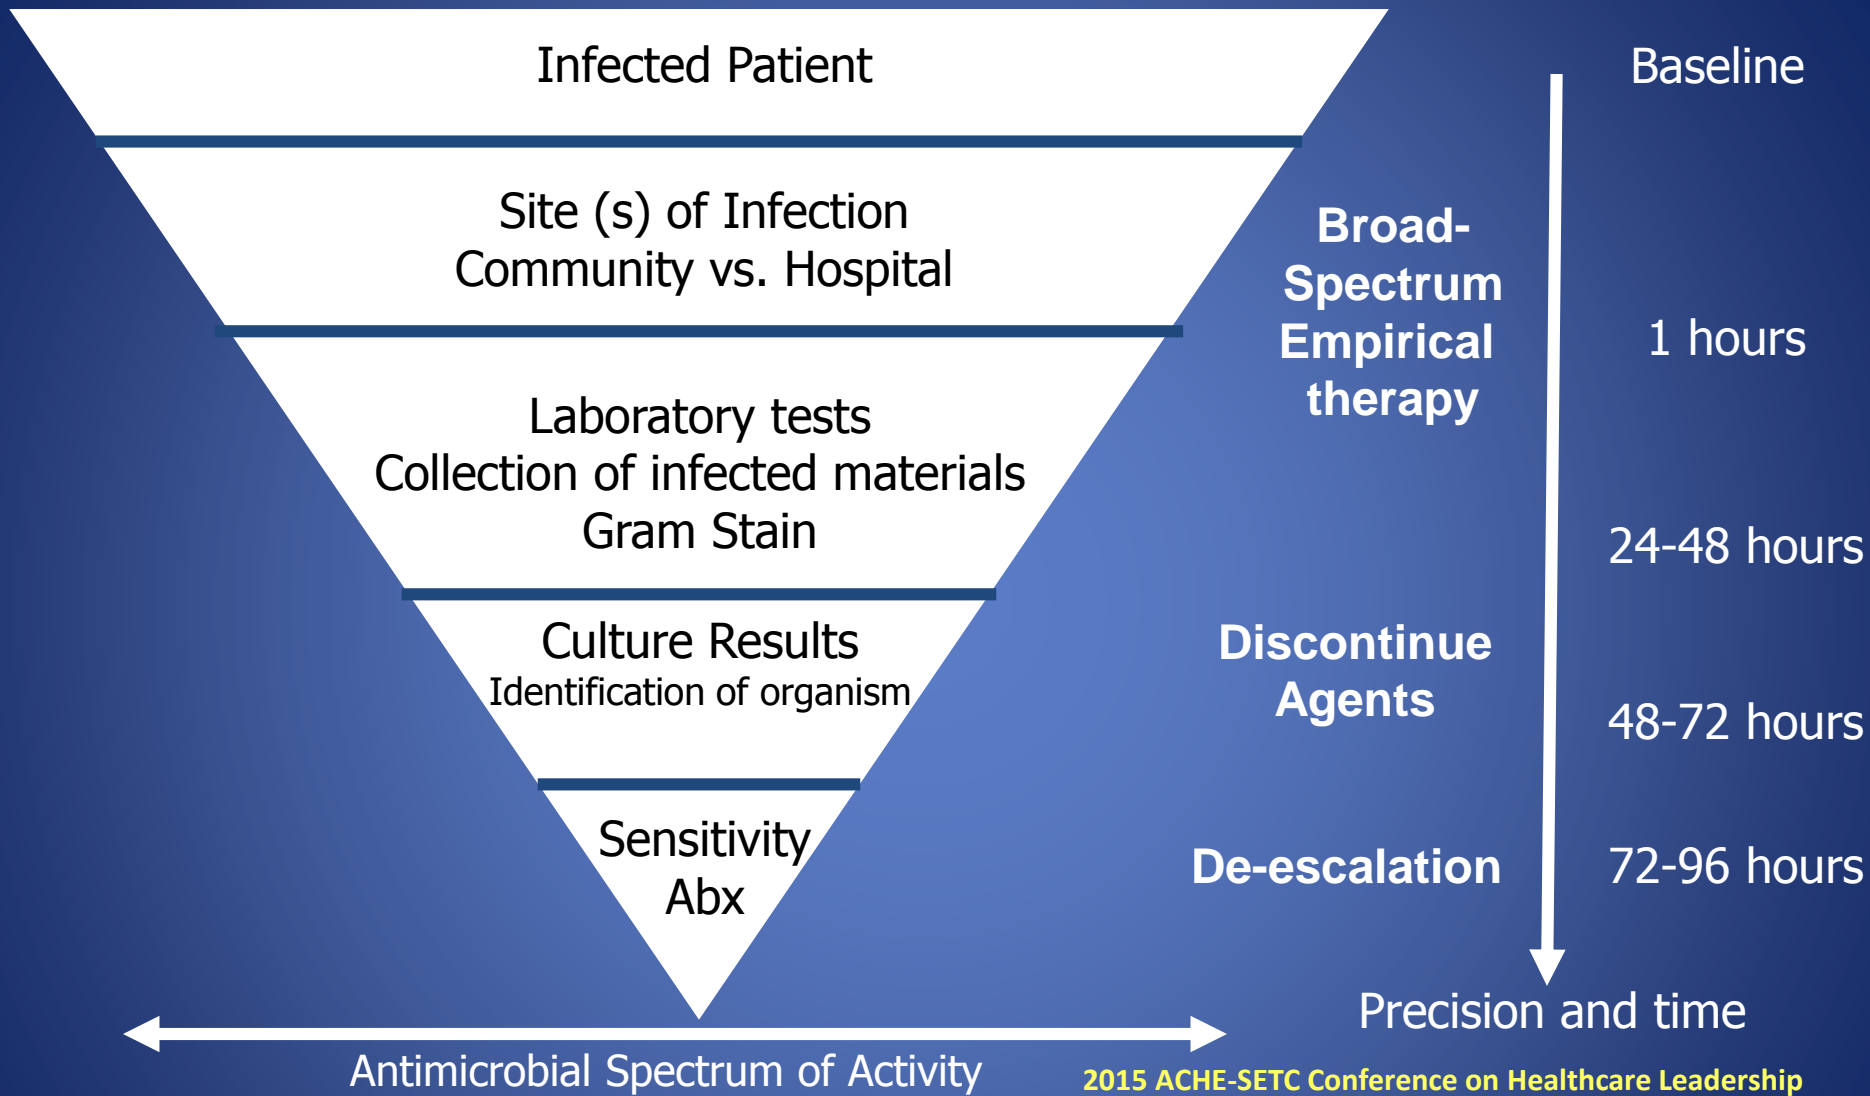 Infected Patient
Baseline
Site (s) of Infection
Community vs. Hospital
Broad-
Spectrum
Empirical
therapy
1 hours
Laboratory tests
Collection of infected materials
Gram Stain
24-48 hours
Culture Results
Identification of organism
Discontinue
Agents
48-72 hours
Sensitivity
Abx
De-escalation
72-96 hours
Precision and time
Antimicrobial Spectrum of Activity
2015 ACHE-SETC Conference on Healthcare Leadership